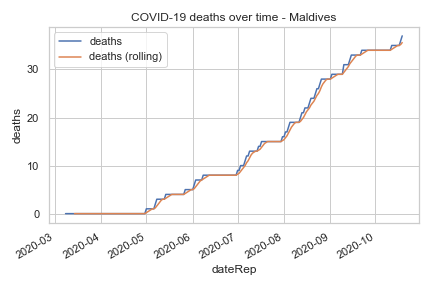 COVID-19 deaths over time - Maldives
deaths
deaths (rolling)
30
20
10
0
deaths
2020-03
2020-04
2020-05
2020-06
2020-07
2020-08
2020-09
2020-10
dateRep